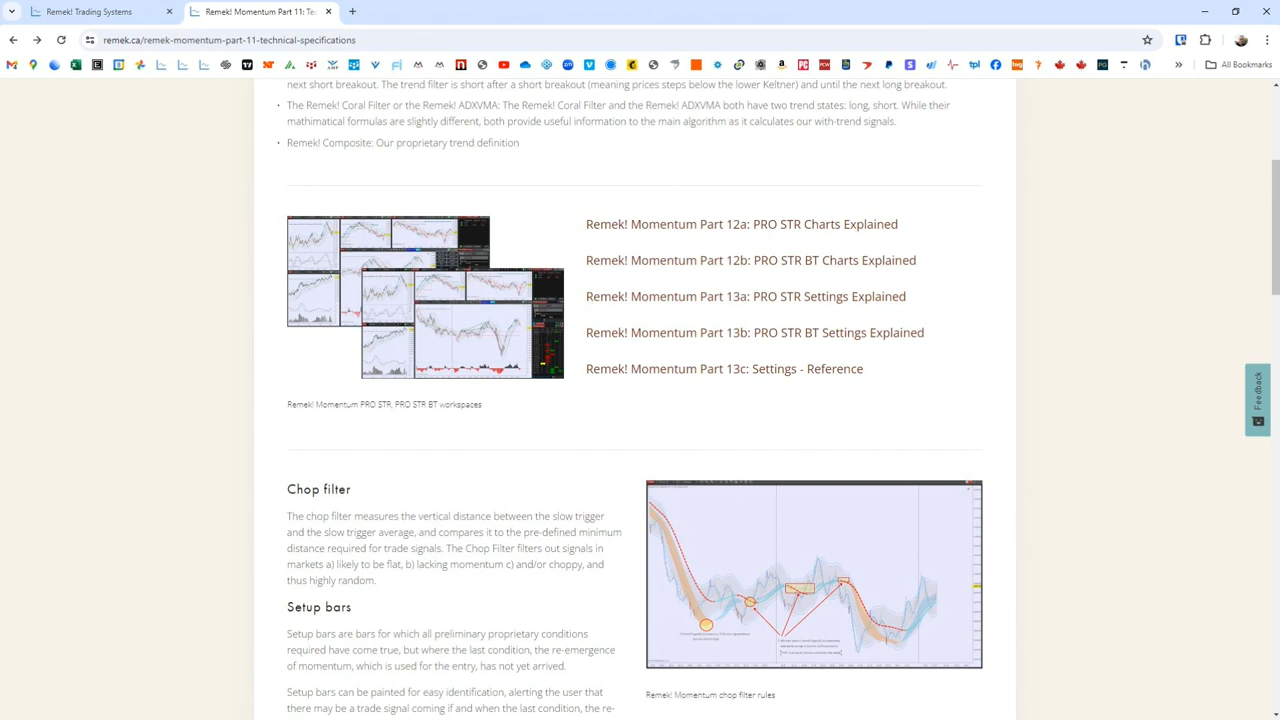 Remek! Trading Systems
Remek! Momentum Part 11: Te
remek.ca/remek-momentum-part-11-technical-specifications
All Bookmarks
next short breakout. The trend filter is short after a short breakout (meaning prices steps below the lower Keltner) and until the next long breakout.
• The Remek! Coral Filter or the Remek! ADXVMA: The Remek! Coral Filter and the Remek! ADXVMA both have two trend states: long, short. While their
mathimatical formulas are slightly different, both provide useful information to the main algorithm as it calculates our with-trend signals.
• Remek! Composite: Our proprietary trend definition
Remek! Momentum Part 12a: PRO STR Charts Explained
Remek! Momentum Part 12b: PRO STR BT Charts Explained
Remek! Momentum Part 13a: PRO STR Settings Explained
Remek! Momentum Part 13b: PRO STR BT Settings Explained
Remek! Momentum Part 13c: Settings - Reference
Remek! Momentum PRO STR, PRO STR BT workspaces
Feedback
Chop filter
The chop filter measures the vertical distance between the slow trigger
and the slow trigger average, and compares it to the pre-defined minimum
distance required for trade signals. The Chop Filter filters out signals in
markets a) likely to be flat, b) lacking momentum c) and/or choppy, and
thus highly random.
Setup bars
Setup bars are bars for which all preliminary proprietary conditions
required have come true, but where the last condition, the re-emergence
of momentum, which is used for the entry, has not yet arrived.
Setup bars can be painted for easy identification, alerting the user that
there may be a trade signal coming if and when the last condition, the re-
Remek! Momentum chop filter rules